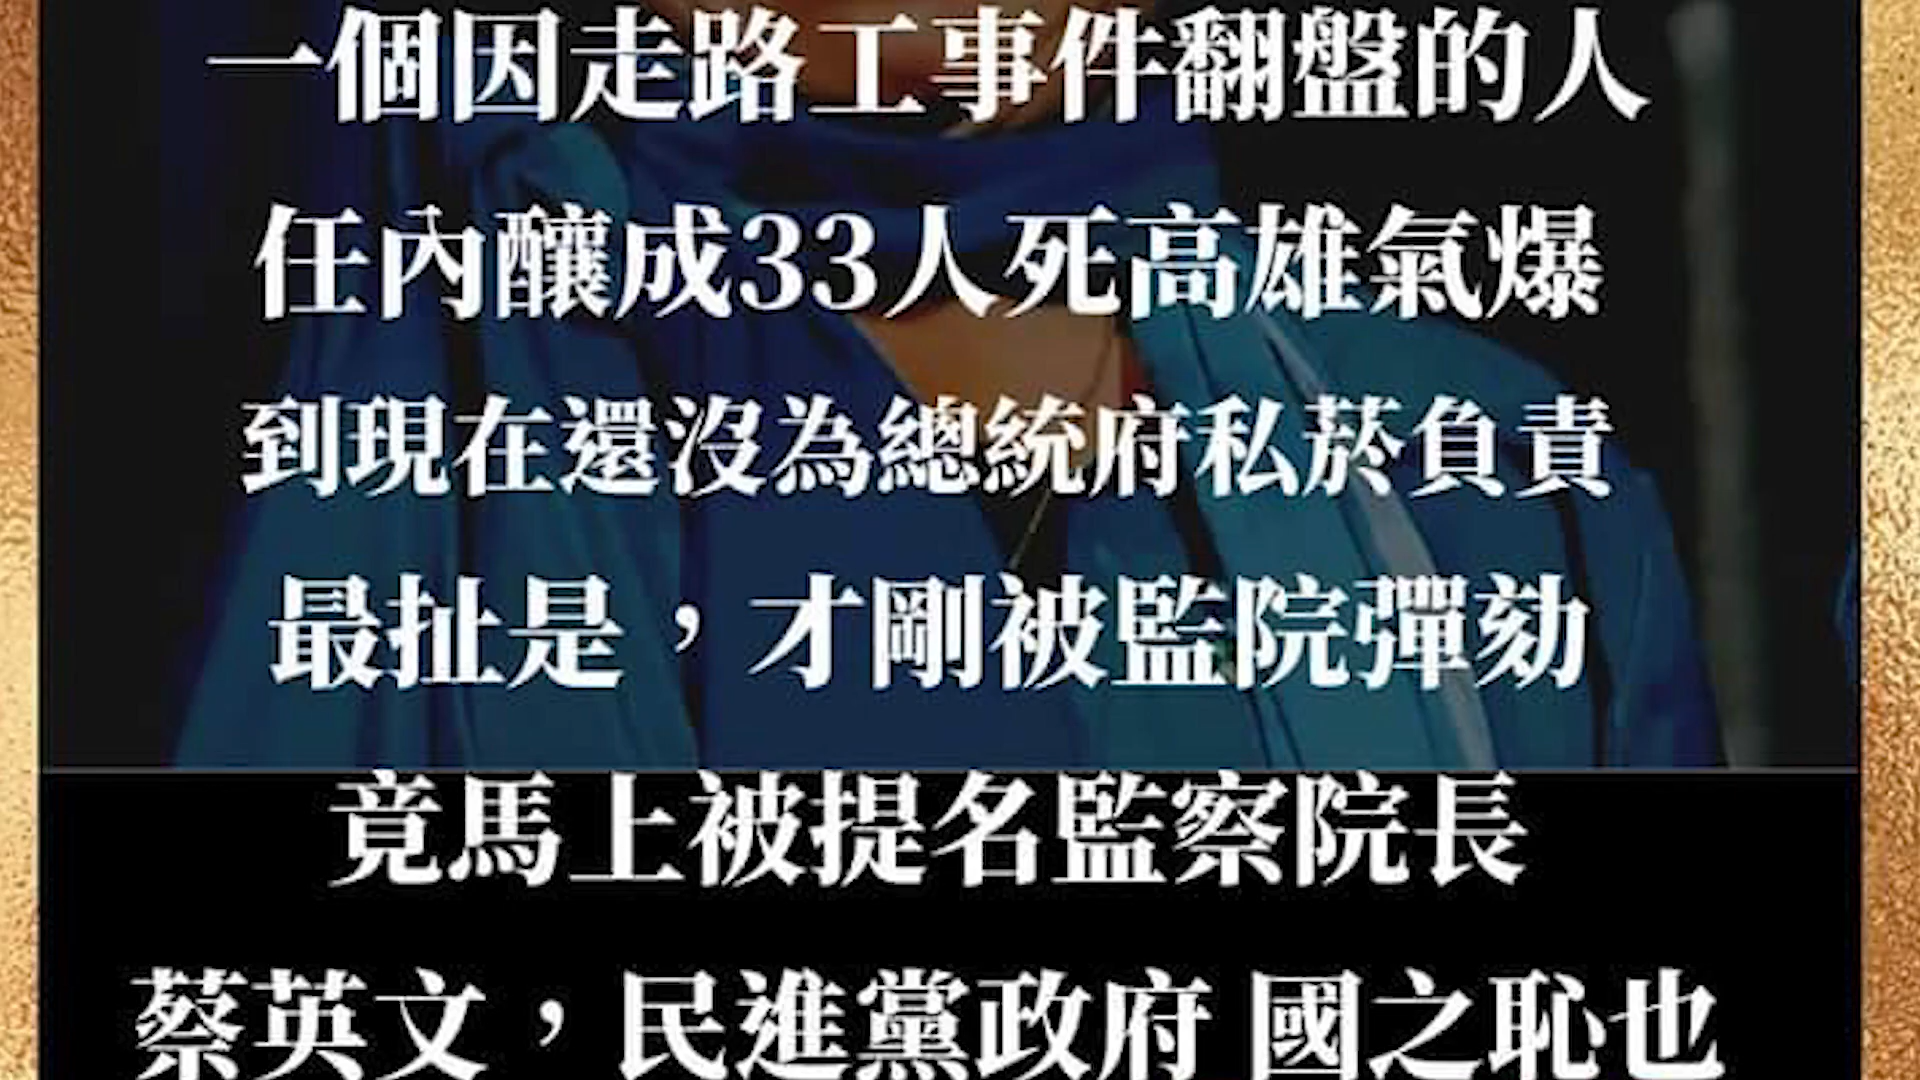 一個因走路工事件翻盤的人
任內釀成33人死高雄氣爆
到現在還沒為總統府私菸負責
最扯是，才剛被監院彈劾
竟馬上被提名監察院長
蔡英文，民進黨政府 國之恥也